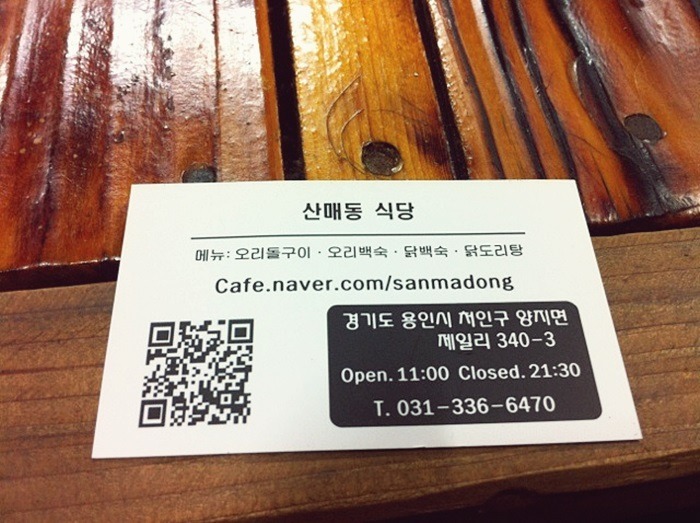 산매동 식당
메뉴: 오리돌구이 · 오리백숙 · 닭백숙 · 닭도리탕
Cafe.naver.com/sanmadong
경기도 용인시 처인구 양지면
제일리 340-3
Open. 11:00 Closed. 21:30
T. 031-336-6470